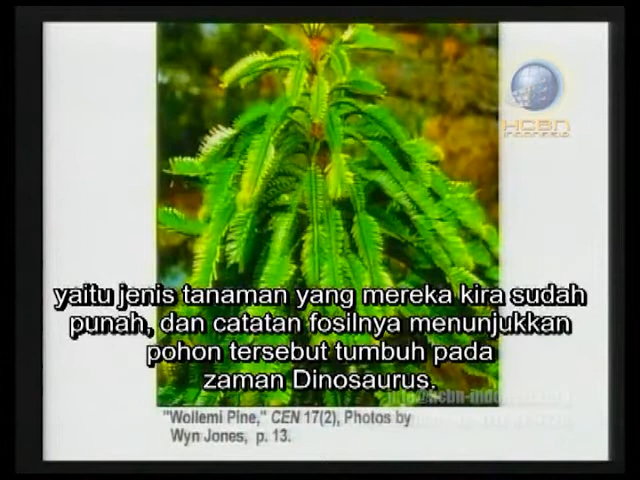 HCBN
INDONESIA
yaitu jenis tanaman yang mereka kira sudah
punah, dan catatan fosilnya menunjukkan
pohon tersebut tumbuh pada
zaman Dinosaurus.
"Wollemi Pine," CEN 17(2), Photos by
Wyn Jones, p. 13.